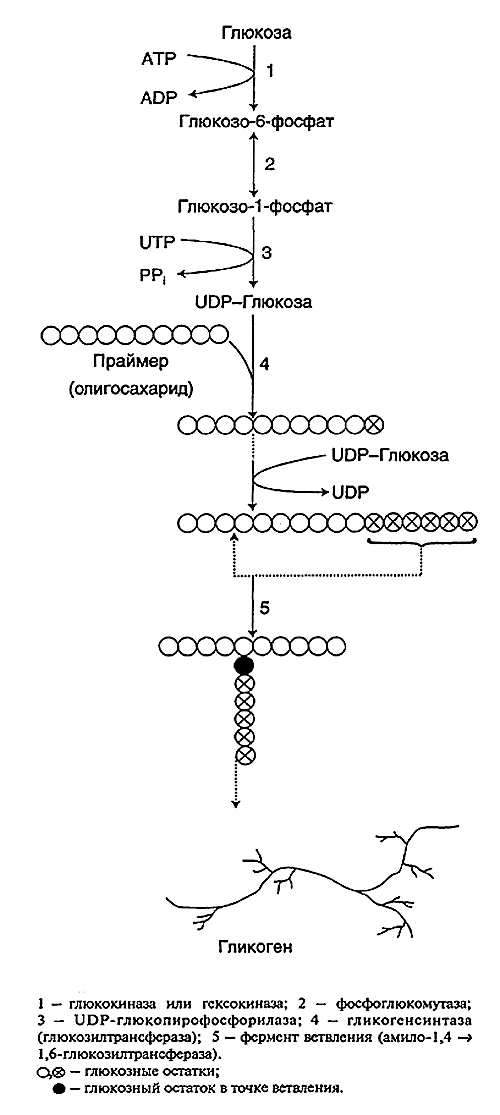 Глюкоза
ATP
1
ADP
Глюкозо-6-фосфат
2
Глюкозо-1-фосфат
UTP
3
PPi
UDP–Глюкоза
4
Праймер
(олигосахарид)
UDP–Глюкоза
UDP
5
Гликоген
1 – глюкокиназа или гексокиназа; 2 – фосфоглюкомутаза;
3 – UDP-глюкопирофосфорилаза; 4 – гликогенсинтаза
(глюкозилтрансфераза); 5 – фермент ветвления (амило-1,4 →
1,6-глюкозилтрансфераза).
– глюкозные остатки;
– глюкозный остаток в точке ветвления.